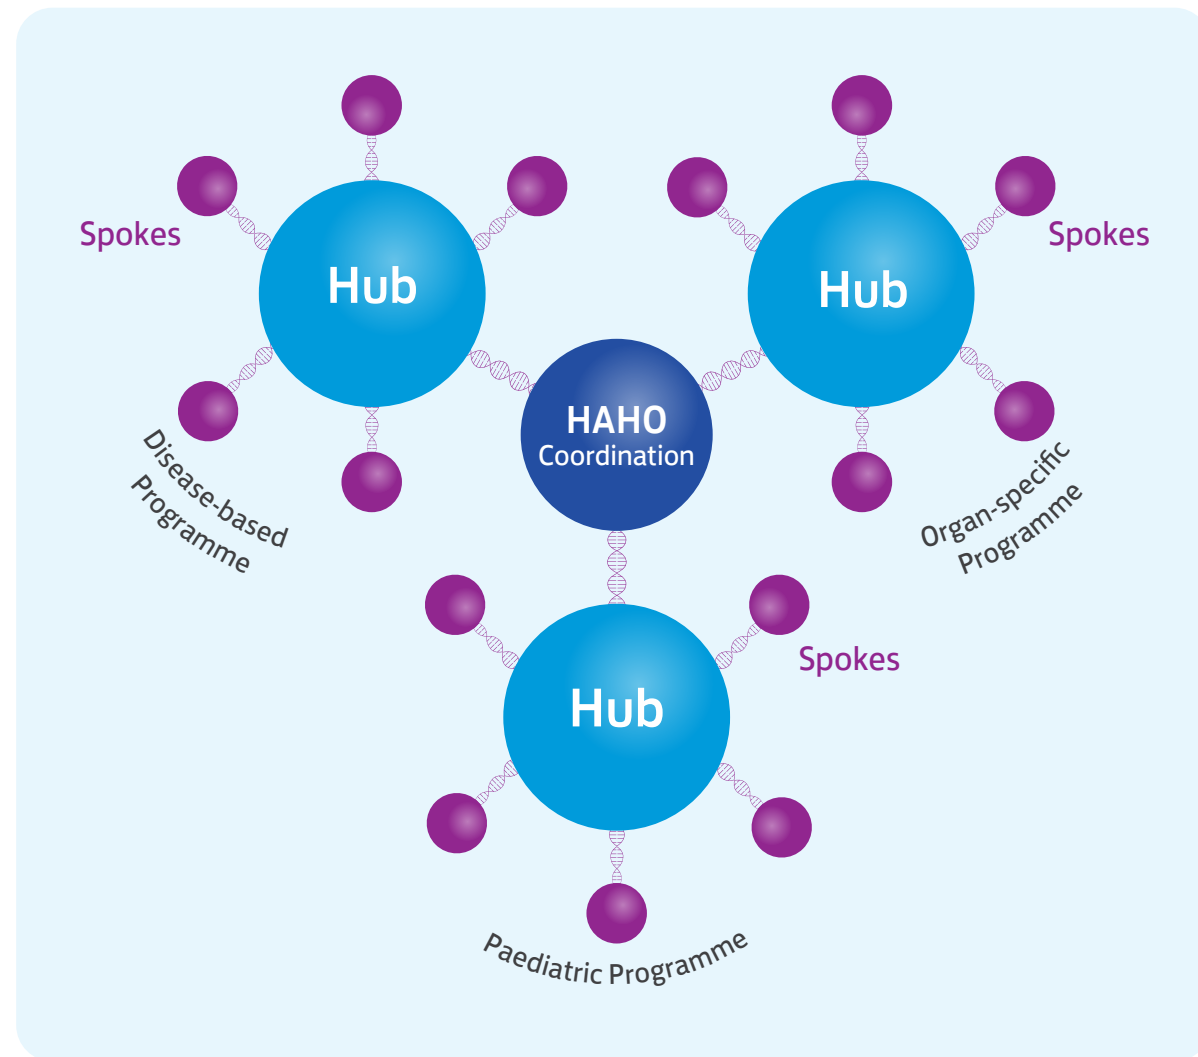 Spokes
Hub
Disease-based
Programme
Hub
Spokes
Organ-specific
Programme
HAHO
Coordination
Hub
Spokes
Paediatric Programme